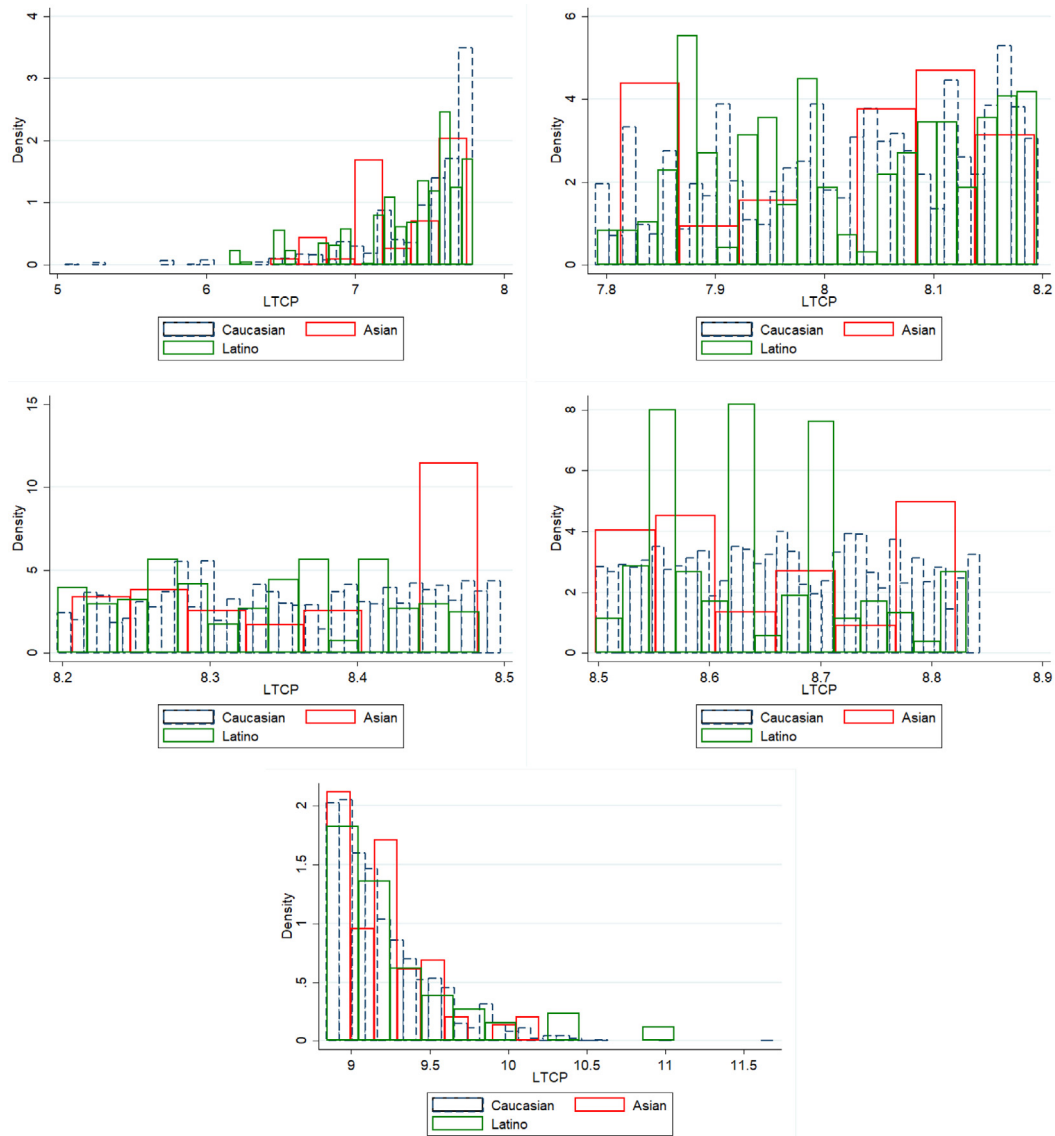 4
3
2
1
0
Density
5 6 7 8
LTCP
Caucasian Asian
Latino
6
4
2
0
Density
7.8 7.9 8 8.1 8.2
LTCP
Caucasian Asian
Latino
15
10
5
0
Density
8.2 8.3 8.4 8.5
LTCP
Caucasian Asian
Latino
8
6
4
2
0
Density
8.5 8.6 8.7 8.8 8.9
LTCP
Caucasian Asian
Latino
2
1.5
1
.5
0
Density
9 9.5 10 10.5 11 11.5
LTCP
Caucasian Asian
Latino